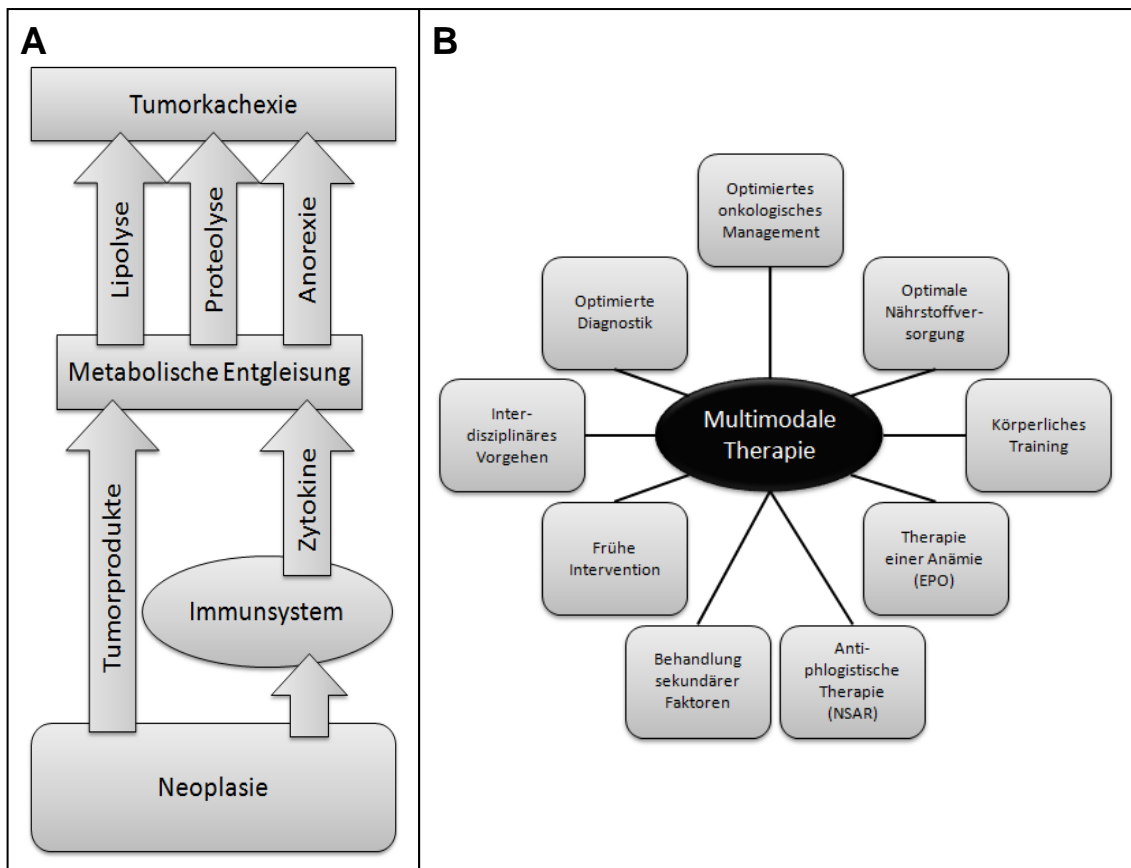 A
Tumorkachexie
Lipolyse
Proteolyse
Anorexie
Metabolische Entgleisung
Tumorprodukte
Zytokine
Immunsystem
Neoplasie
B
Optimiertes
onkologisches
Management
Optimierte
Diagnostik
Optimale
Nährstoffver-
sorgung
Inter-
disziplinäres
Vorgehen
Multimodale
Therapie
Körperliches
Training
Frühe
Intervention
Therapie
einer Anämie
(EPO)
Behandlung
sekundärer
Faktoren
Anti-
phlogistische
Therapie
(NSAR)